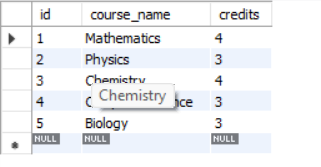 id course_name credits
1 Mathematics 4
2 Physics 3
3 Chemistry 4
Chemistry
4 nce 3
5 Biology 3
NULL NULL NULL